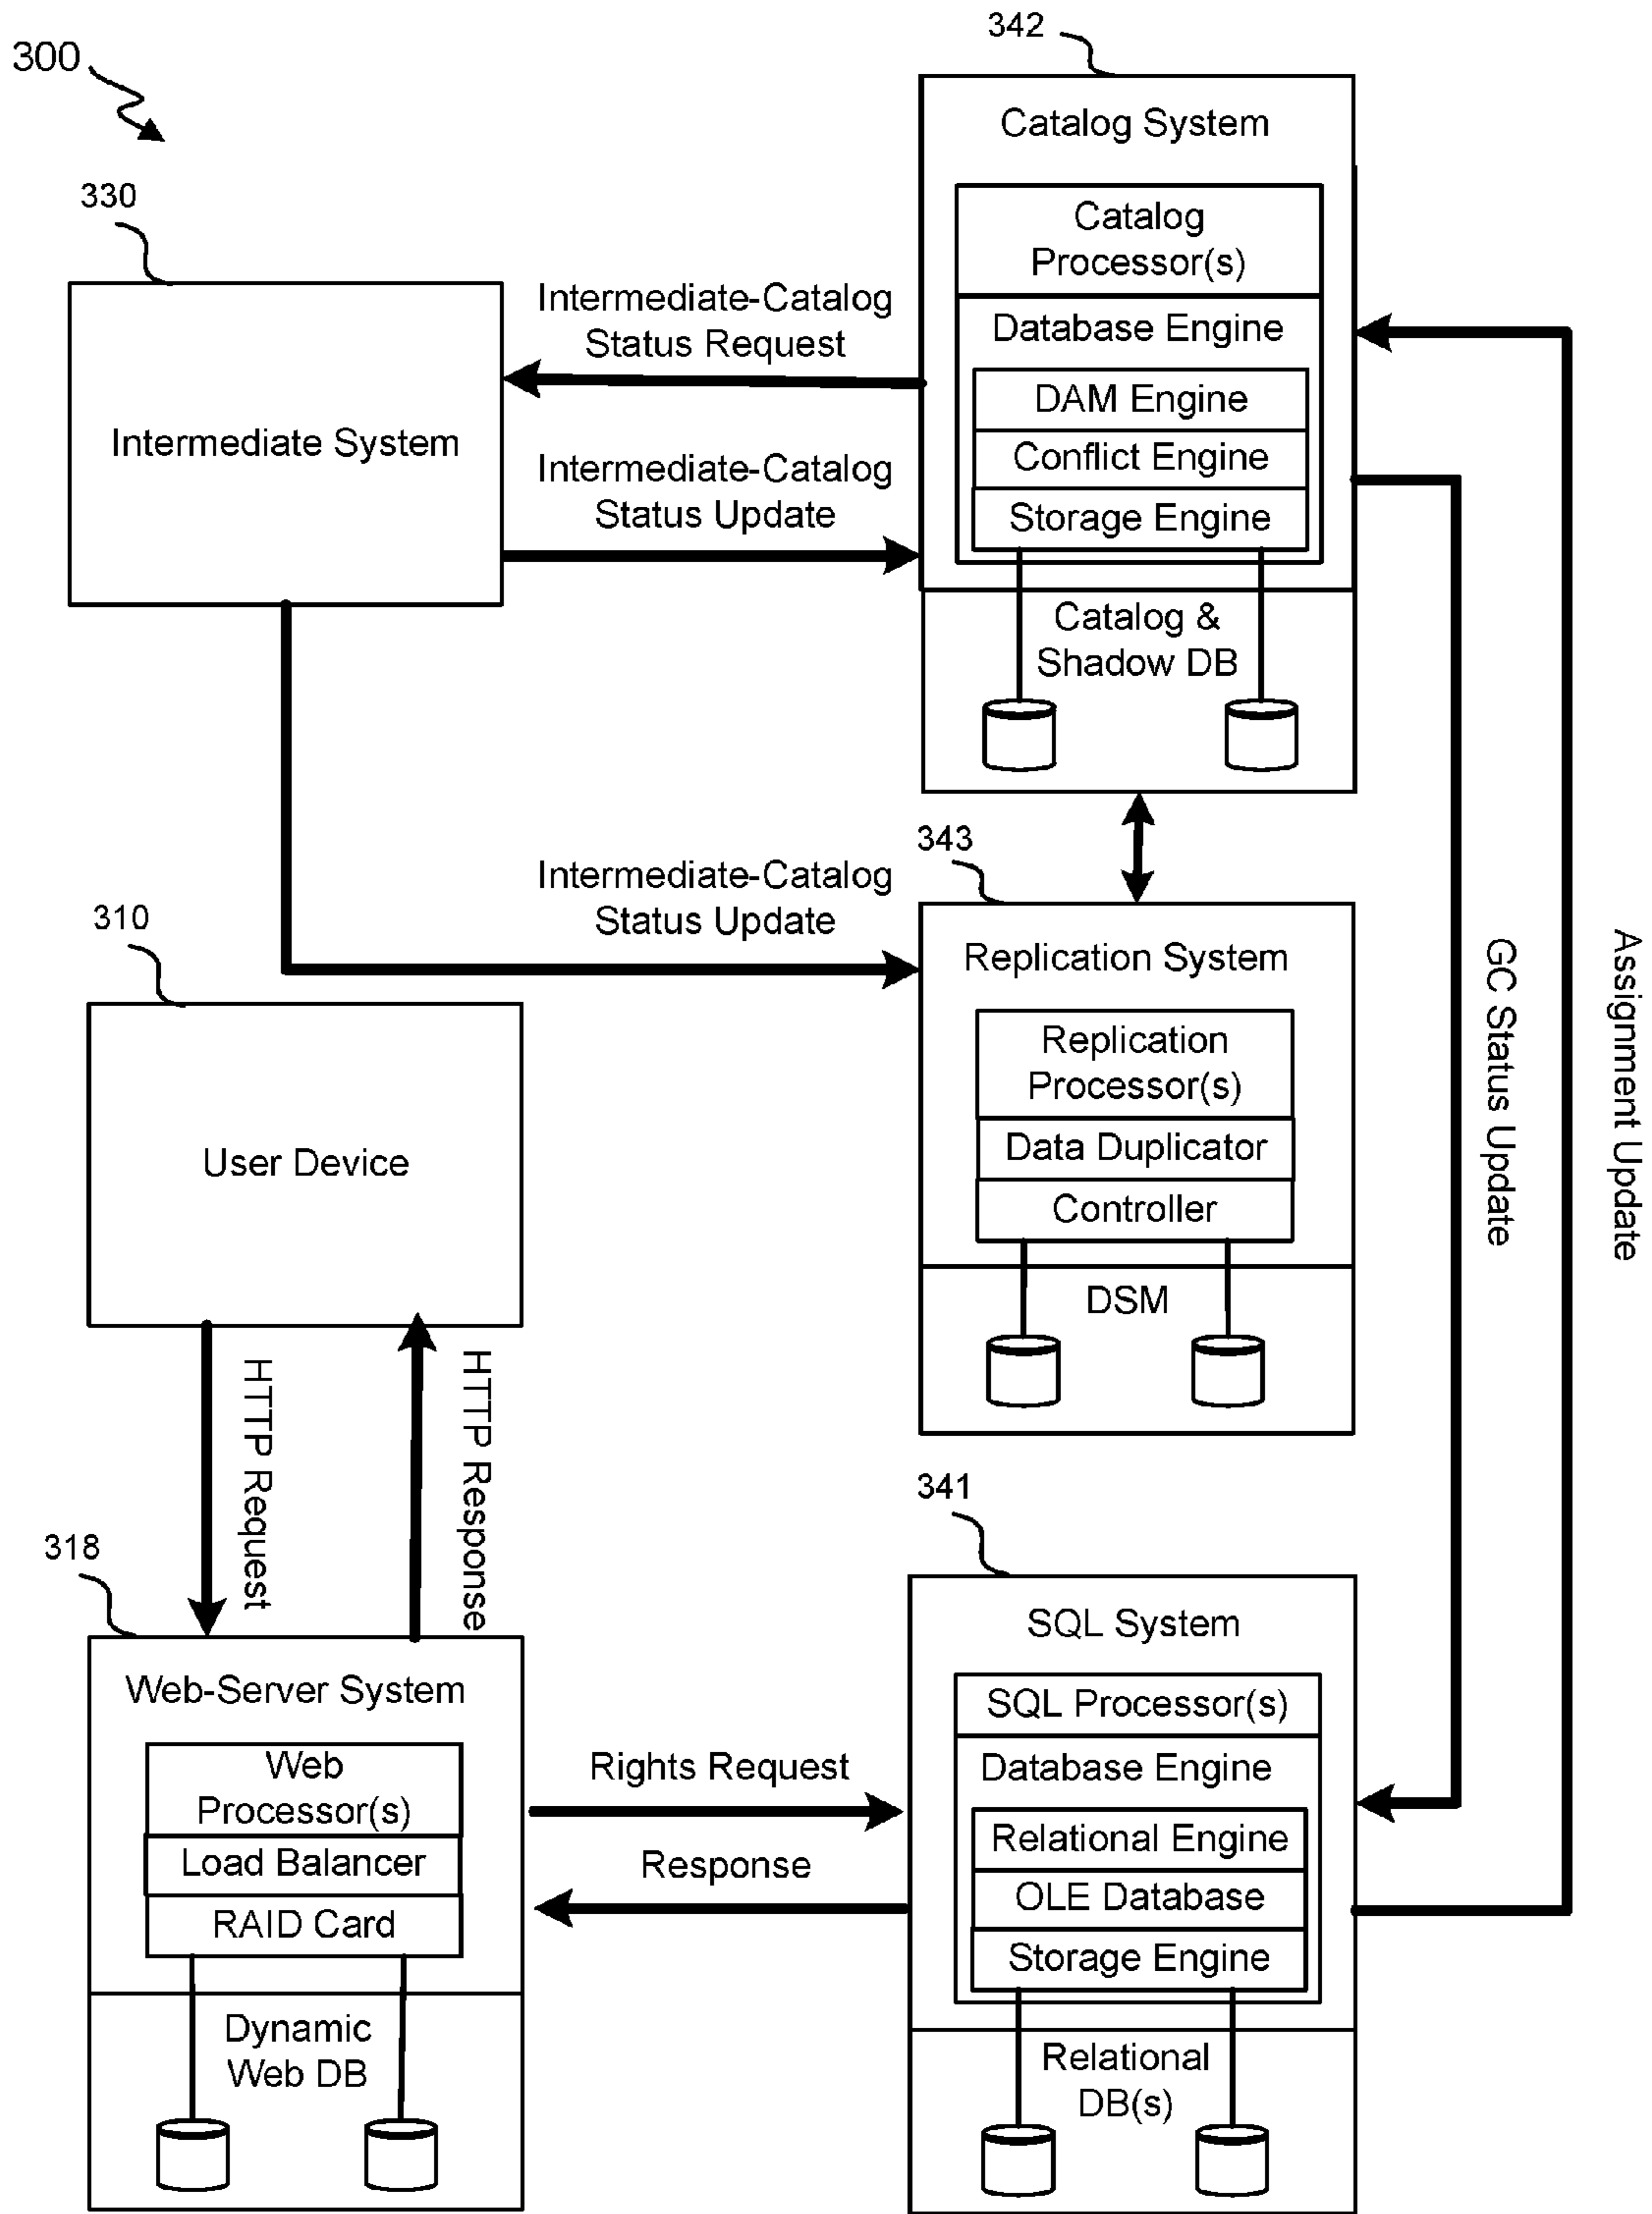 300
342
Catalog System
Catalog
Processor(s)
Database Engine
DAM Engine
Conflict Engine
Storage Engine
Catalog &
Shadow DB
330
Intermediate System
Intermediate-Catalog
Status Request
Intermediate-Catalog
Status Update
Intermediate-Catalog
Status Update
343
Replication System
Replication
Processor(s)
Data Duplicator
Controller
DSM
GC Status Update
Assignment Update
310
User Device
HTTP Request
HTTP Response
318
Web-Server System
Web
Processor(s)
Load Balancer
RAID Card
Dynamic
Web DB
Rights Request
Response
341
SQL System
SQL Processor(s)
Database Engine
Relational Engine
OLE Database
Storage Engine
Relational
DB(s)